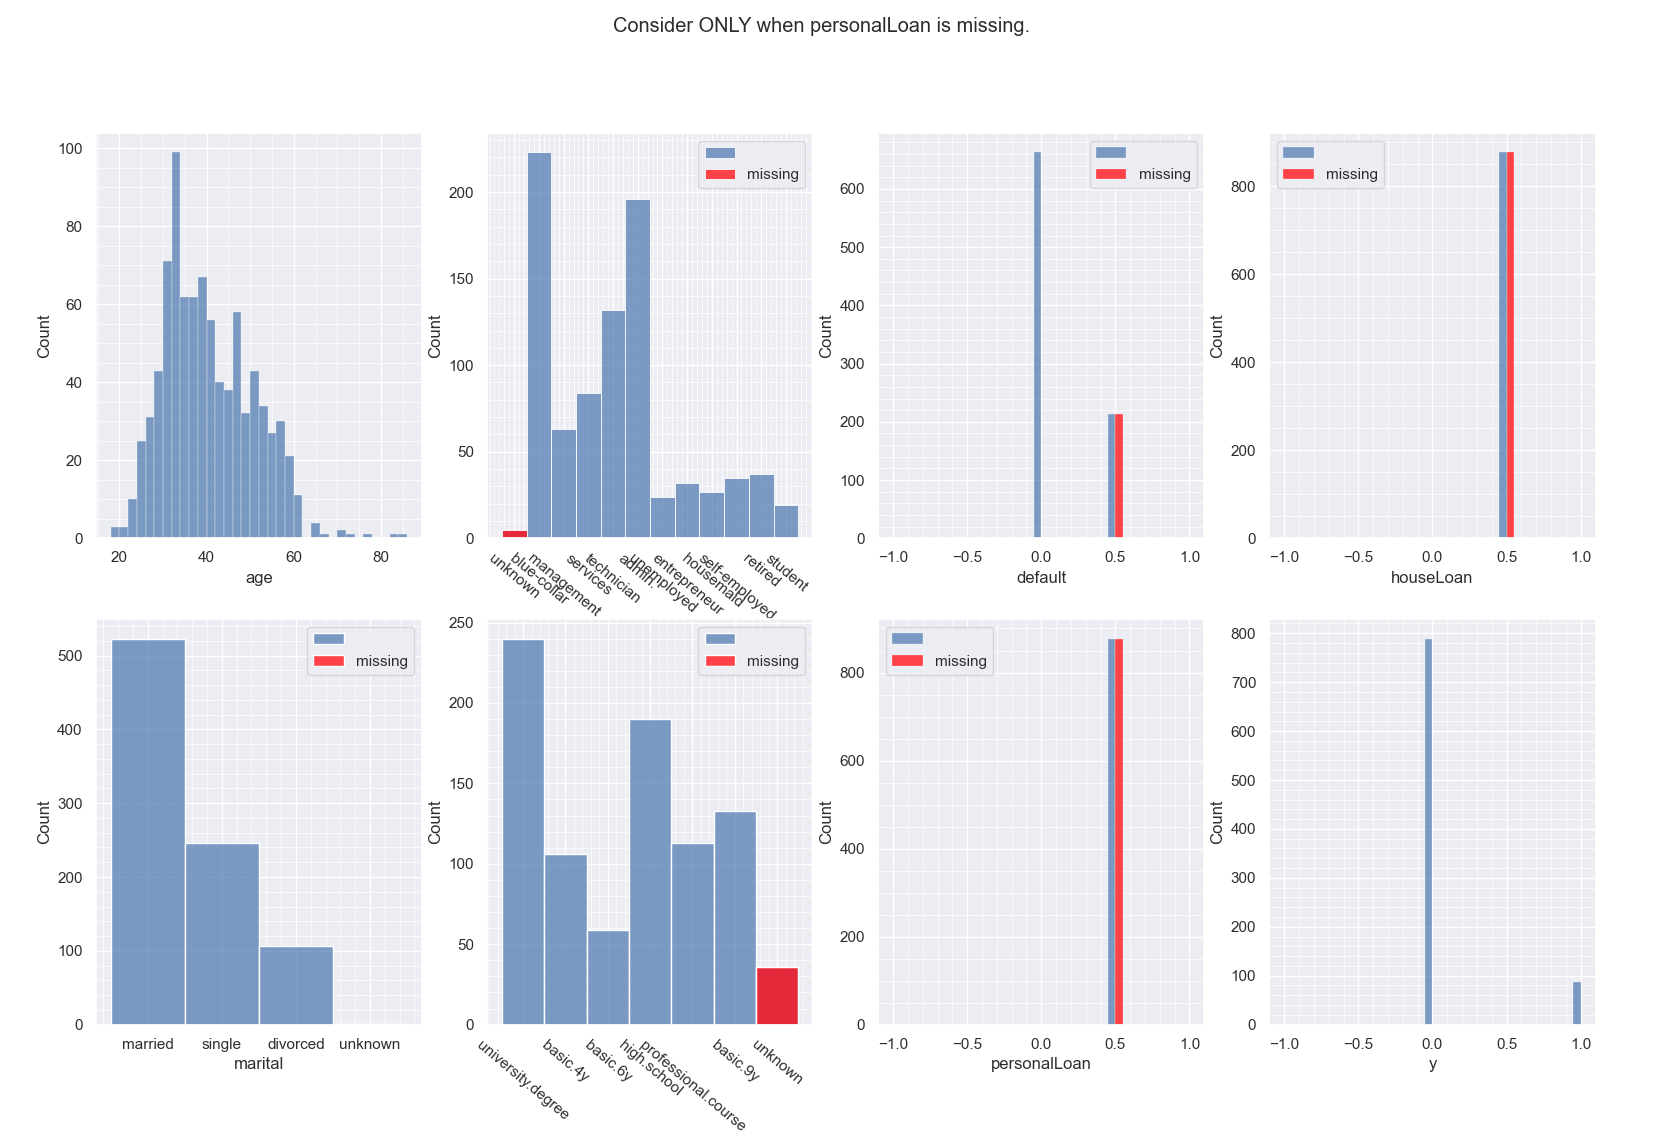 Consider ONLY when personalLoan is missing.
100
80
60
40
20
0
Count
20 40 60 80
age
200
150
100
50
0
Count
missing
unknown
blue-collar
management
services
technician
admin.
unemployed
entrepreneur
housemaid
self-employed
retired
student
600
500
400
300
200
100
0
Count
missing
−1.0 −0.5 0.0 0.5 1.0
default
800
600
400
200
0
Count
missing
−1.0 −0.5 0.0 0.5 1.0
houseLoan
500
400
300
200
100
0
Count
missing
married single divorced unknown
marital
250
200
150
100
50
0
Count
missing
university.degree
basic.4y
basic.6y
high.school
professional.course
basic.9y
unknown
800
600
400
200
0
Count
missing
−1.0 −0.5 0.0 0.5 1.0
personalLoan
800
700
600
500
400
300
200
100
0
Count
−1.0 −0.5 0.0 0.5 1.0
y